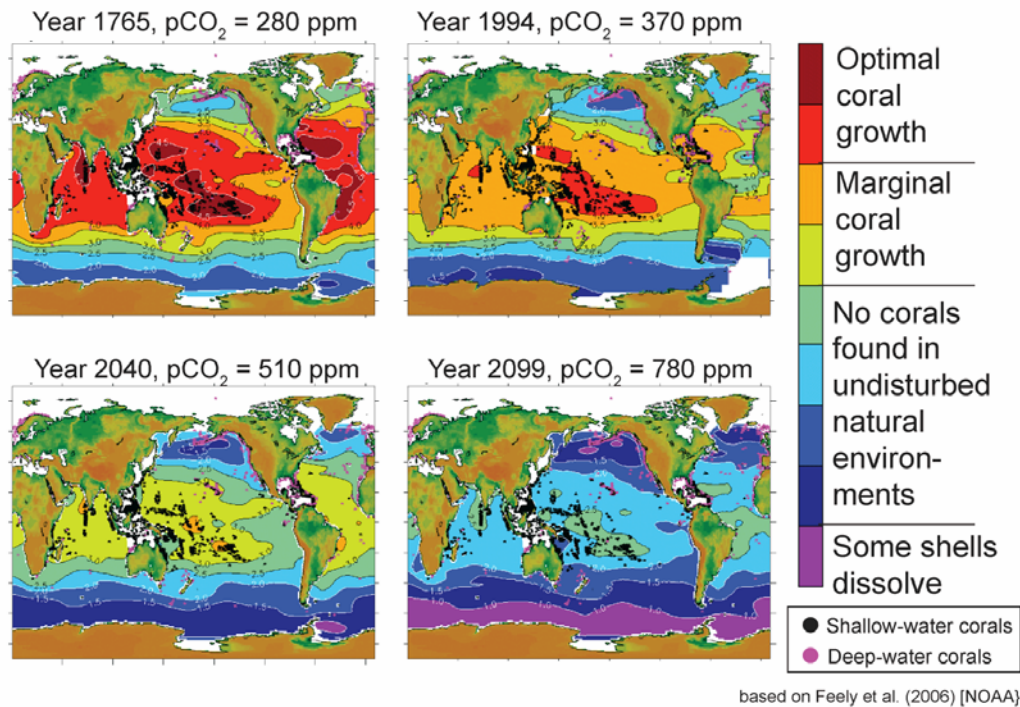 Year 1765, pCO₂ = 280 ppm
Year 1994, pCO₂ = 370 ppm
Year 2040, pCO₂ = 510 ppm
Year 2099, pCO₂ = 780 ppm
Optimal
coral
growth
Marginal
coral
growth
No corals
found in
undisturbed
natural
environ-
ments
Some shells
dissolve
Shallow-water corals
Deep-water corals
based on Feely et al. (2006) [NOAA}